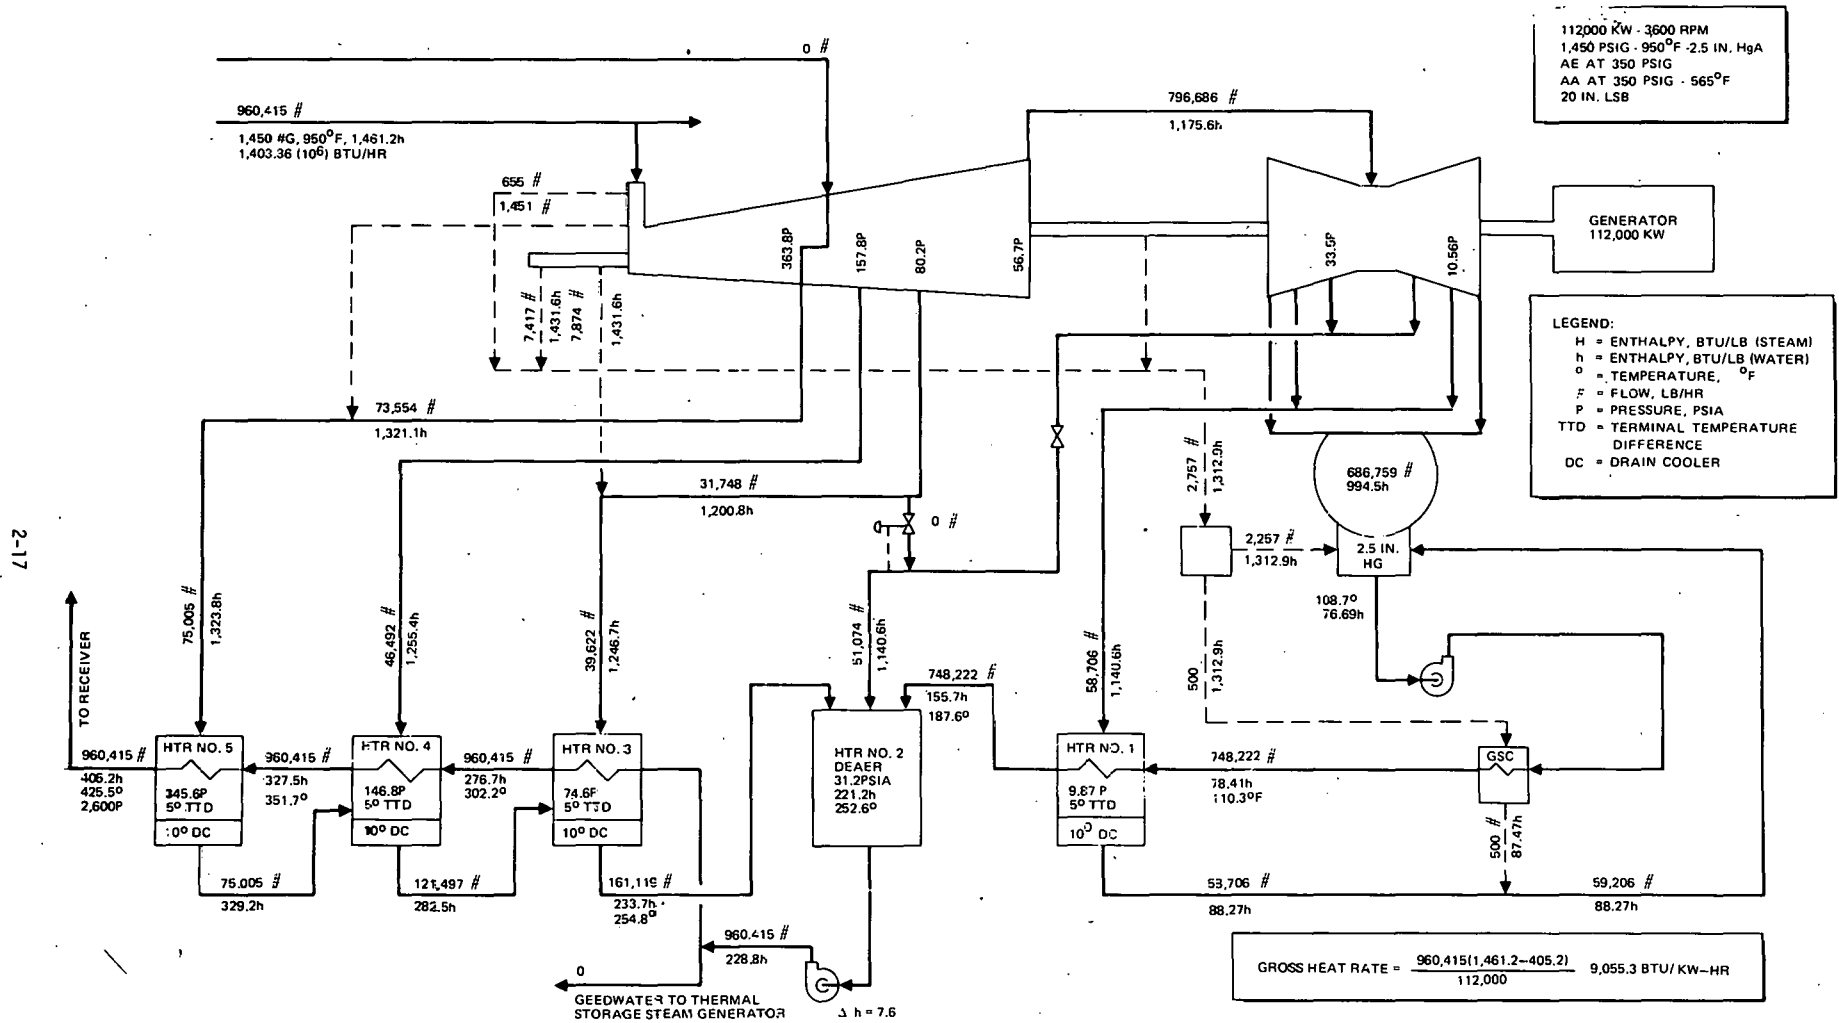 112,000 KW - 3,600 RPM
1,450 PSIG - 950°F -2.5 IN. HgA
AE AT 350 PSIG
AA AT 350 PSIG - 565°F
20 IN. LSB
0 #
960,415 #
1,450 #G, 950°F, 1,461.2h
1,403.36 (10⁶) BTU/HR
796,686 #
1,175.6h
655 #
1,451 #
363.8P
157.8P
80.2P
56.7P
33.5P
10.56P
GENERATOR
112,000 KW
7,417 #
1,431.6h
7,874 #
1,431.6h
LEGEND:
H = ENTHALPY, BTU/LB (STEAM)
h = ENTHALPY, BTU/LB (WATER)
° = TEMPERATURE, °F
F = FLOW, LB/HR
P = PRESSURE, PSIA
TTD = TERMINAL TEMPERATURE
DIFFERENCE
DC = DRAIN COOLER
73,554 #
1,321.1h
31,748 #
1,200.8h
0 #
2,757 #
1,312.9h
686,759 #
994.5h
2,257 #
1,312.9h
2.5 IN.
HG
108.7°
76.69h
2-17
TO RECEIVER
75,005 #
1,323.8h
46,492 #
1,255.4h
39,622 #
1,246.7h
51,074 #
1,140.6h
748,222 #
155.7h
187.6°
58,706 #
1,140.6h
500
1,312.9h
960,415 #
405.2h
425.5°
2,600P
HTR NO. 5
345.6P
5° TTD
10° DC
960,415 #
327.5h
351.7°
HTR NO. 4
146.8P
5° TTD
10° DC
960,415 #
276.7h
302.2°
HTR NO. 3
74.6P
5° TTD
10° DC
HTR NO. 2
DEAER
31.2PSIA
221.2h
252.6°
HTR NO. 1
9.87 P
5° TTD
10° DC
748,222 #
78.41h
110.3°F
GSC
500 #
87.47h
75.005 #
329.2h
121,497 #
282.5h
161,119 #
233.7h
254.8°
53,706 #
88.27h
59,206 #
88.27h
960.415 #
228.8h
0
GEEDWATER TO THERMAL
STORAGE STEAM GENERATOR
Δ h = 7.6
GROSS HEAT RATE = 960,415(1,461.2–405.2) / 112,000 9,055.3 BTU/KW–HR